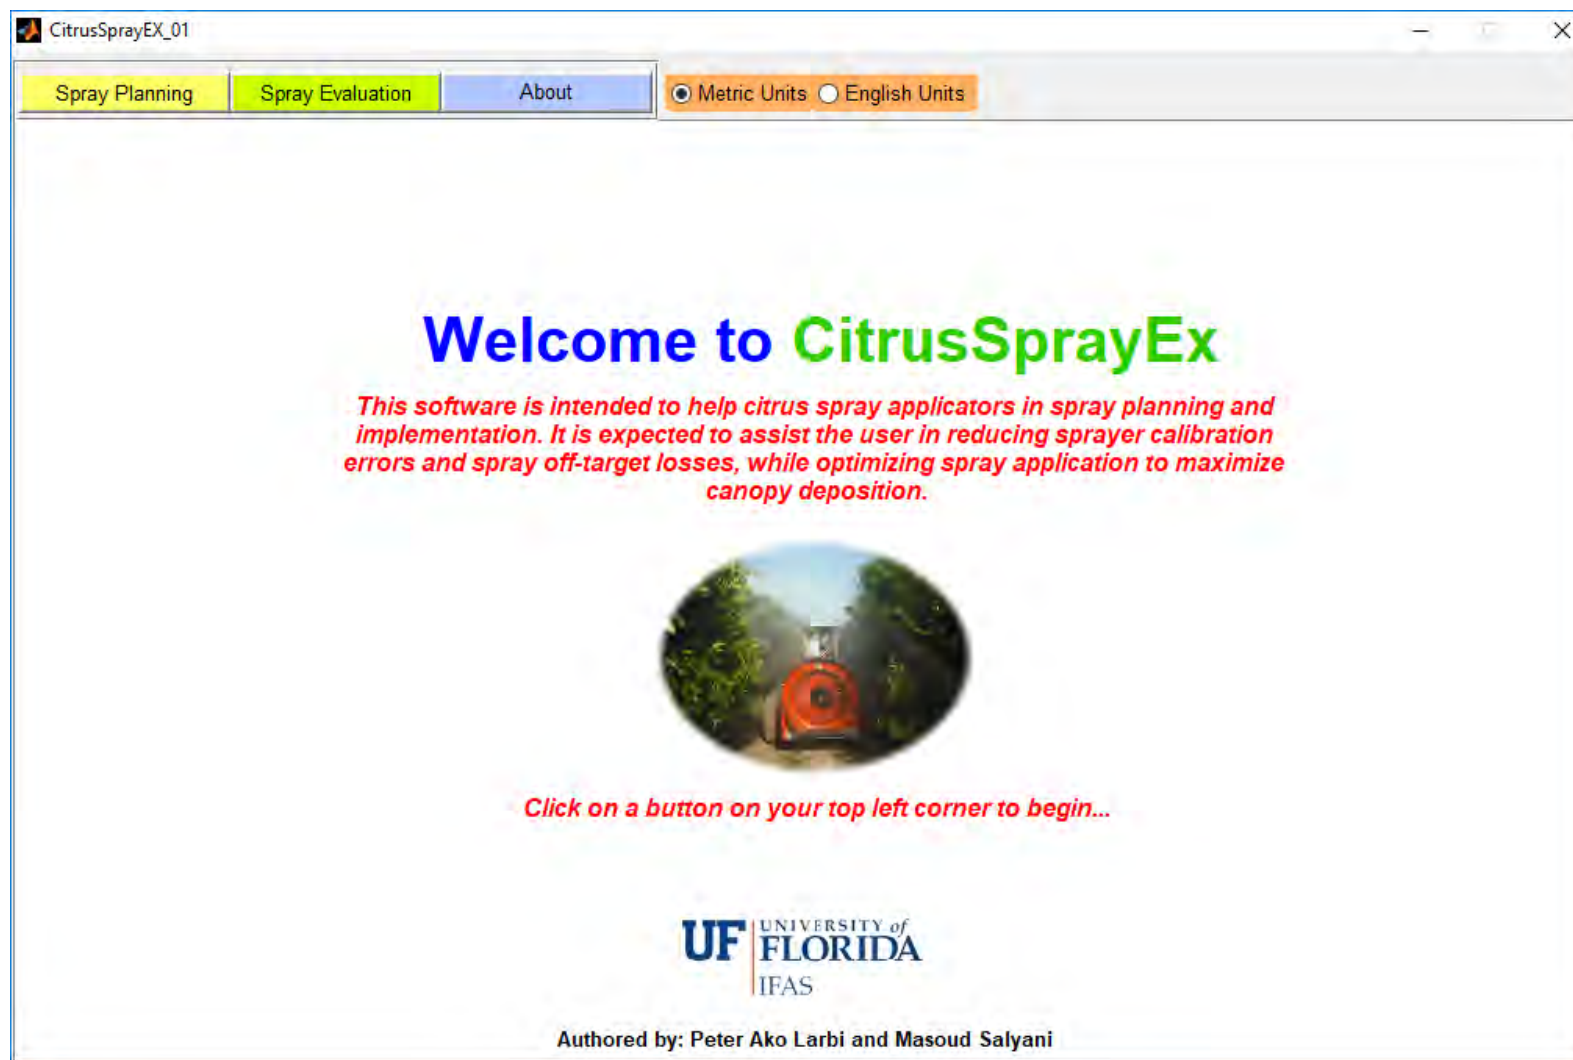 CitrusSprayEX_01
Spray Planning Spray Evaluation About Metric Units English Units
Welcome to CitrusSprayEx
This software is intended to help citrus spray applicators in spray planning and
implementation. It is expected to assist the user in reducing sprayer calibration
errors and spray off-target losses, while optimizing spray application to maximize
canopy deposition.
Click on a button on your top left corner to begin...
UF UNIVERSITY of
FLORIDA
IFAS
Authored by: Peter Ako Larbi and Masoud Salyani